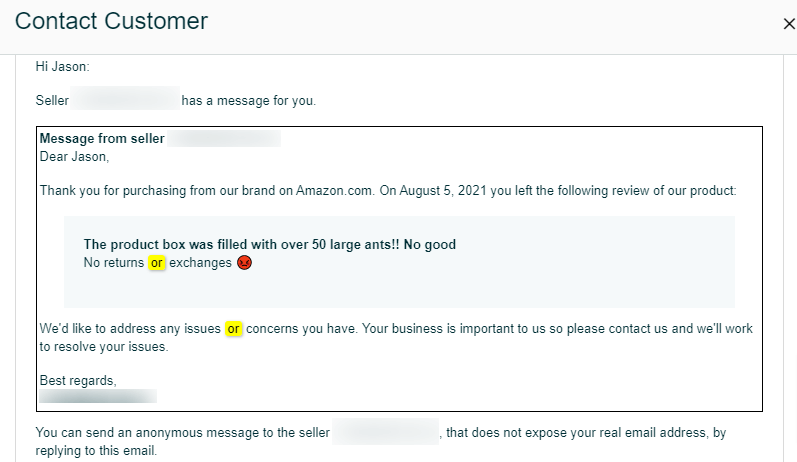 Contact Customer
Hi Jason:
Seller has a message for you.
Message from seller
Dear Jason,
Thank you for purchasing from our brand on Amazon.com. On August 5, 2021 you left the following review of our product:
The product box was filled with over 50 large ants!! No good
No returns or exchanges 😡
We'd like to address any issues or concerns you have. Your business is important to us so please contact us and we'll work
to resolve your issues.
Best regards,
You can send an anonymous message to the seller , that does not expose your real email address, by
replying to this email.